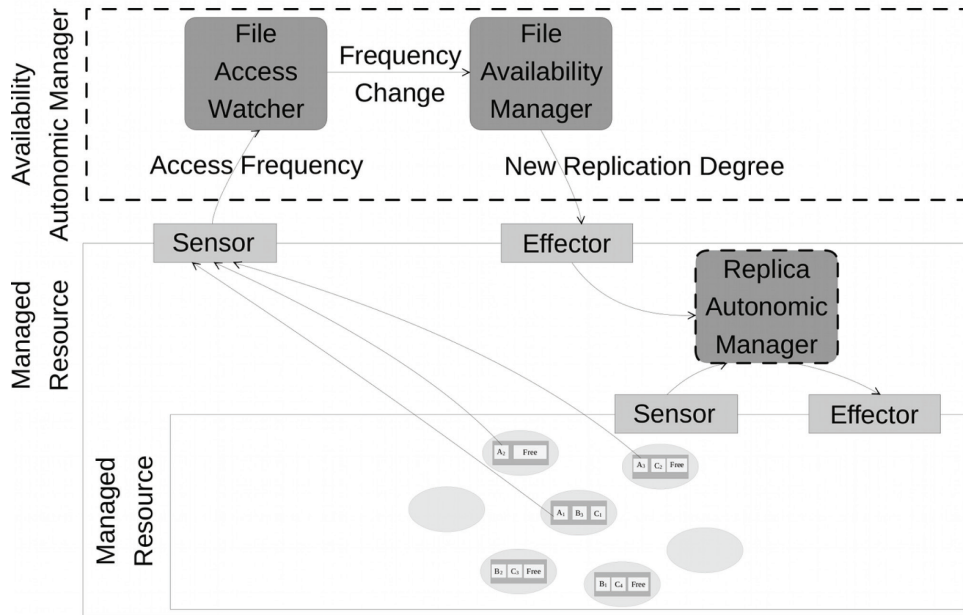 File
Access
Watcher
Frequency
Change
File
Availability
Manager
Availability
Autonomic Manager
Access Frequency
New Replication Degree
Sensor
Effector
Managed
Resource
Replica
Autonomic
Manager
Sensor
Effector
Managed
Resource
A2 Free
A3 C2 Free
A1 B3 C1
B2 C3 Free
B1 C4 Free